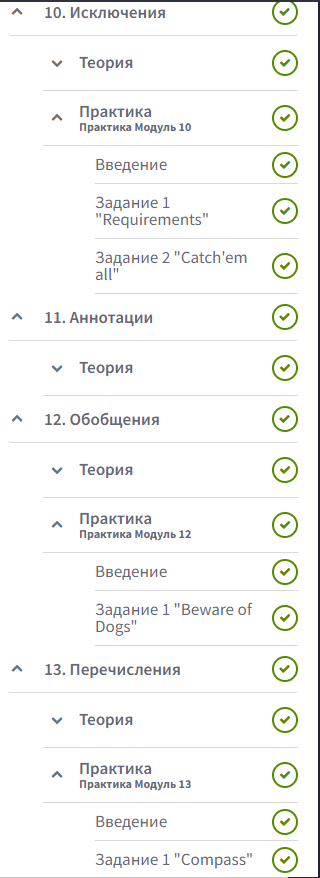 10. Исключения
Теория
Практика
Практика Модуль 10
Введение
Задание 1
"Requirements"
Задание 2 "Catch'em
all"
11. Аннотации
Теория
12. Обобщения
Теория
Практика
Практика Модуль 12
Введение
Задание 1 "Beware of
Dogs"
13. Перечисления
Теория
Практика
Практика Модуль 13
Введение
Задание 1 "Compass"